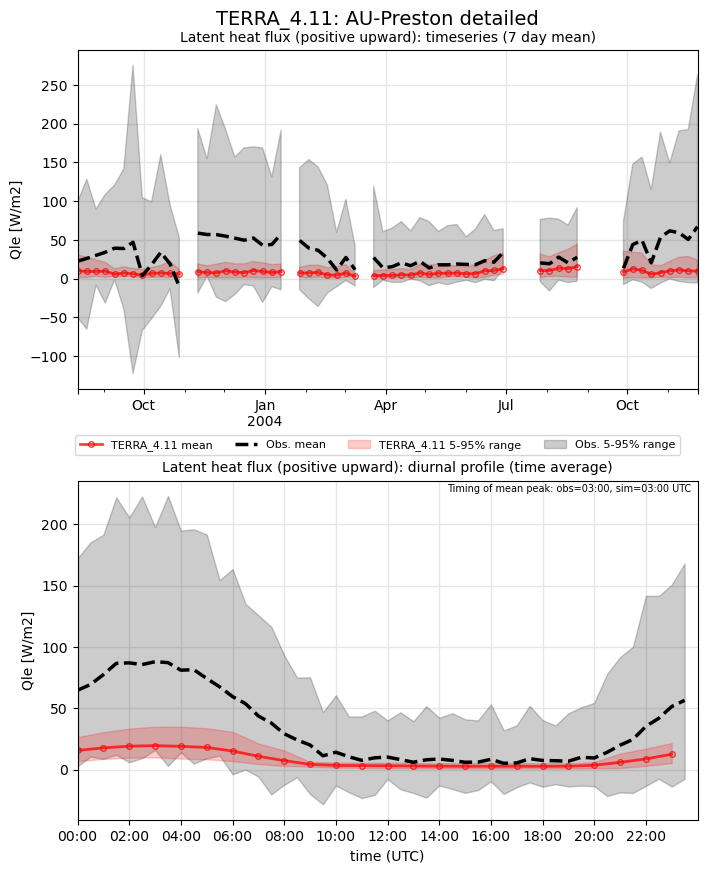 TERRA_4.11: AU-Preston detailed
Latent heat flux (positive upward): timeseries (7 day mean)
Qle [W/m2]
250
200
150
100
50
0
−50
−100
Oct
Jan
2004
Apr
Jul
Oct
TERRA_4.11 mean
Obs. mean
TERRA_4.11 5-95% range
Obs. 5-95% range
Latent heat flux (positive upward): diurnal profile (time average)
Timing of mean peak: obs=03:00, sim=03:00 UTC
Qle [W/m2]
200
150
100
50
0
00:00
02:00
04:00
06:00
08:00
10:00
12:00
14:00
16:00
18:00
20:00
22:00
time (UTC)